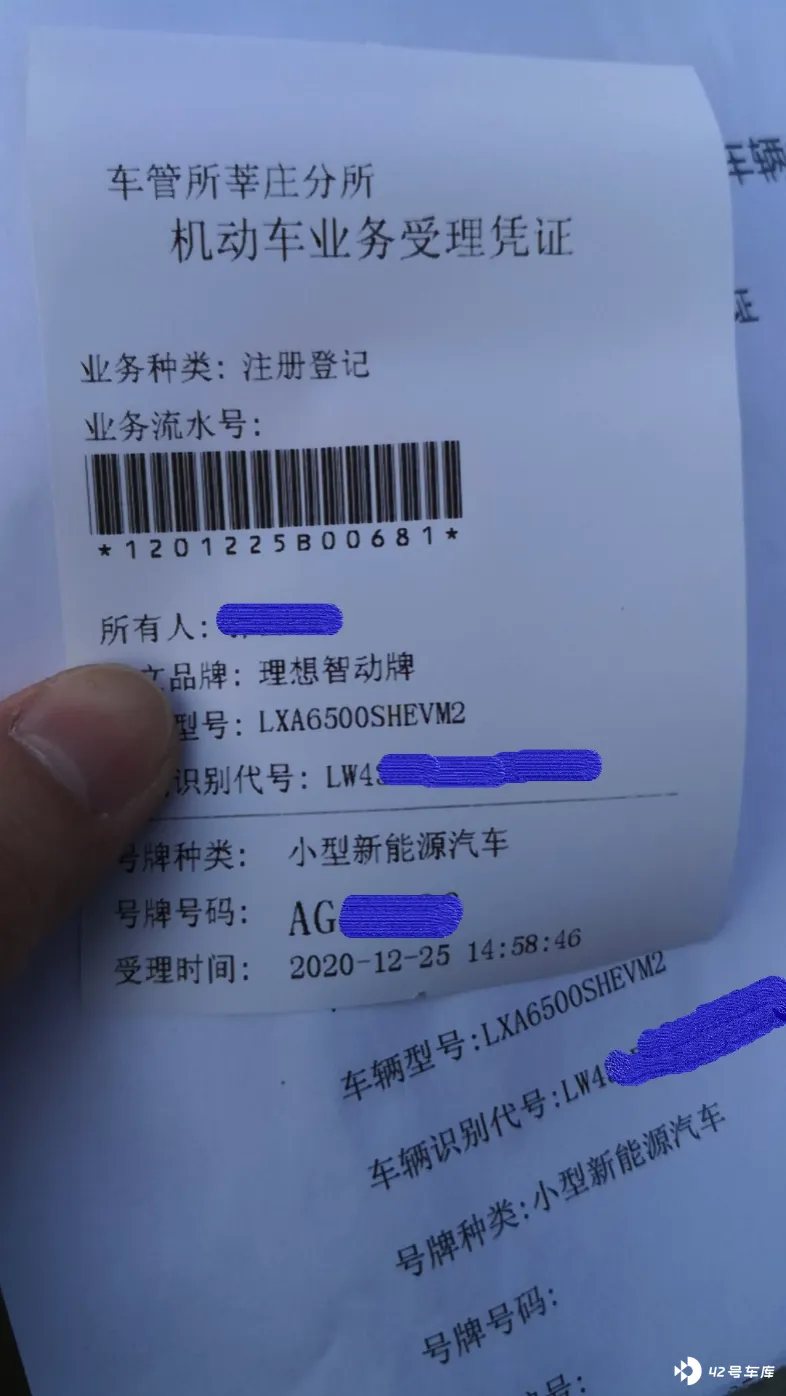 车管所莘庄分所
机动车业务受理凭证
业务种类: 注册登记
业务流水号:
*1201225B00681*
所有人:
品牌: 理想智动牌
型号: LXA6500SHEVM2
识别代号: LW4
号牌种类: 小型新能源汽车
号牌号码: AG
受理时间: 2020-12-25 14:58:46
车辆型号:LXA6500SHEVM2
车辆识别代号:LW4
号牌种类:小型新能源汽车
号牌号码:
42号车库